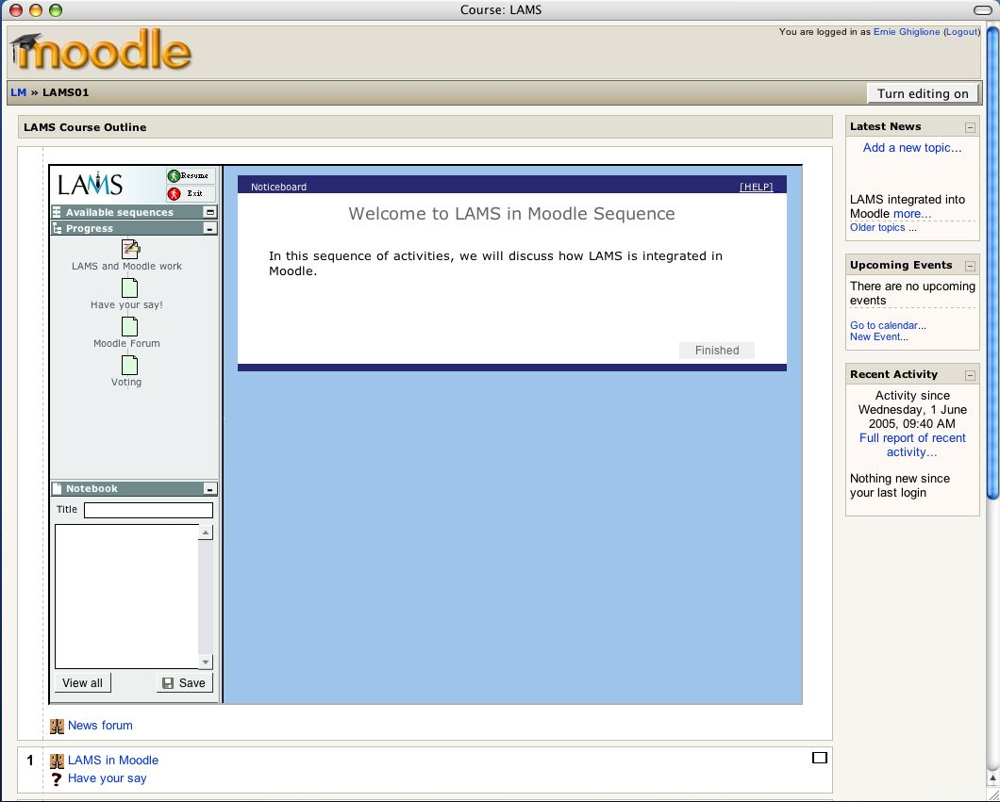 Course: LAMS
moodle
You are logged in as Ernie Ghiglione (Logout)
LM » LAMS01
Turn editing on
LAMS Course Outline
LAMS
Resume
Exit
Available sequences
Progress
LAMS and Moodle work
Have your say!
Moodle Forum
Voting
Notebook
Title
View all
Save
Noticeboard
[HELP]
Welcome to LAMS in Moodle Sequence
In this sequence of activities, we will discuss how LAMS is integrated in
Moodle.
Finished
News forum
1
LAMS in Moodle
? Have your say
Latest News
Add a new topic...
LAMS integrated into
Moodle more...
Older topics ...
Upcoming Events
There are no upcoming
events
Go to calendar...
New Event...
Recent Activity
Activity since
Wednesday, 1 June
2005, 09:40 AM
Full report of recent
activity...
Nothing new since
your last login